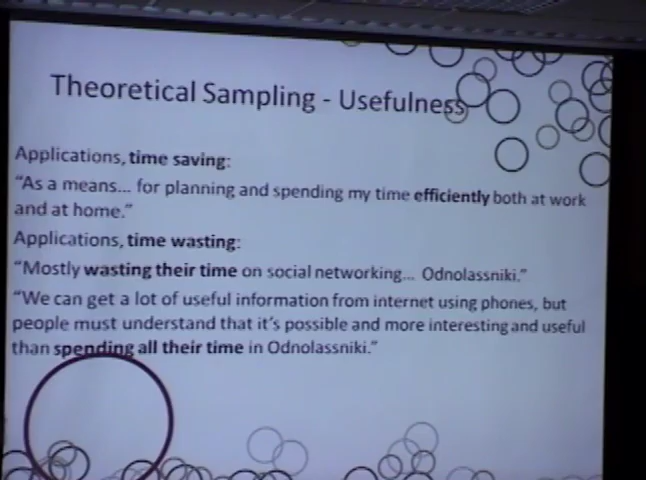 Theoretical Sampling - Usefulness
Applications, time saving:
"As a means... for planning and spending my time efficiently both at work
and at home."
Applications, time wasting:
"Mostly wasting their time on social networking... Odnolassniki."
"We can get a lot of useful information from internet using phones, but
people must understand that it's possible and more interesting and useful
than spending all their time in Odnolassniki."